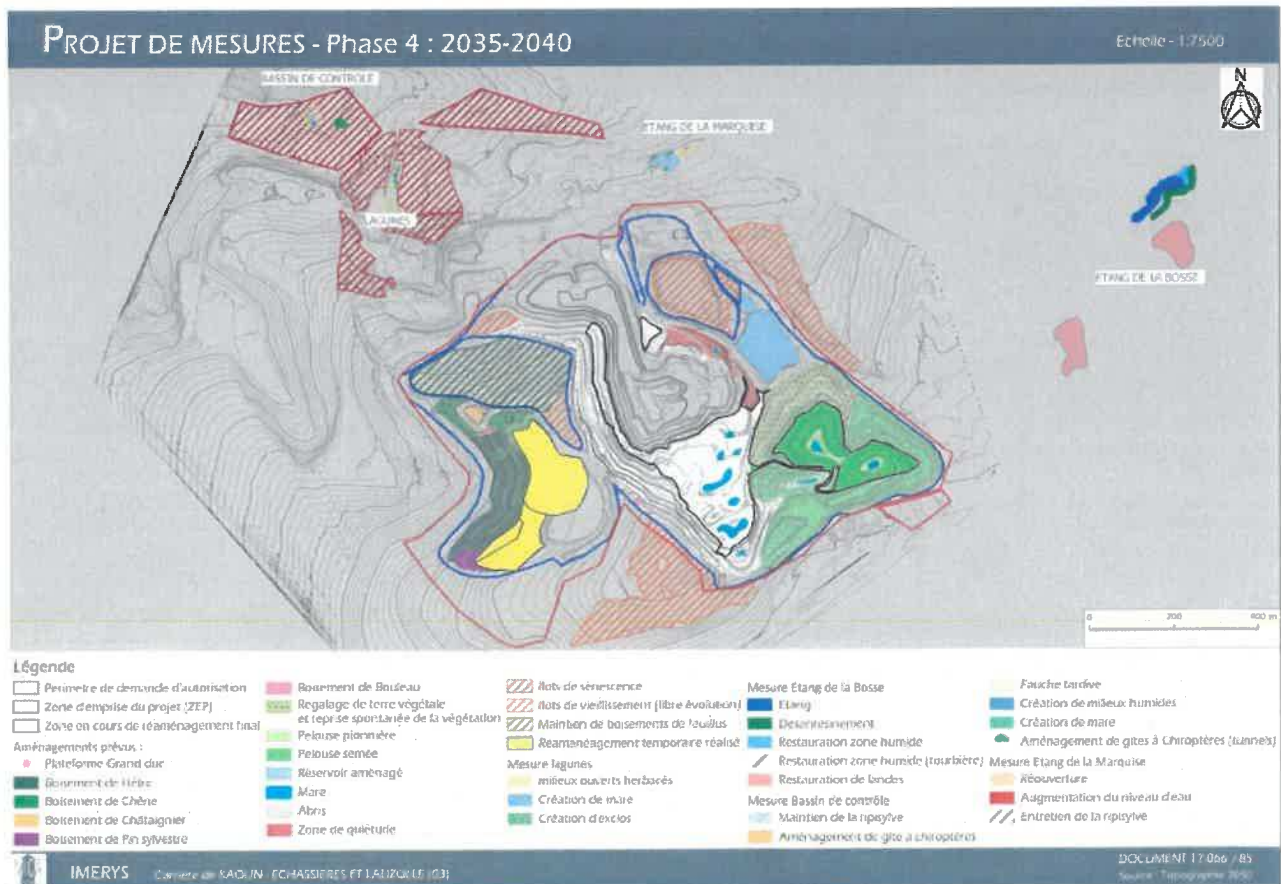 PROJET DE MESURES - Phase 4 : 2035-2040
Echelle - 1:7500
BASSIN DE CONTROLE
N
ETANG DE LA MARQUISE
LAGUNES
ETANG DE LA BOSSE
0 200 400 m
Légende
Périmetre de demande d'autorisation
Zone d'emprise du projet (ZEP)
Zone en cours de réaménagement final
Aménagements prévus :
Plateforme Grand duc
Boisement de Hêtre
Boisement de Chêne
Boisement de Châtaignier
Boisement de Pin sylvestre
Boisement de Bouleau
Regalage de terre végétale
et reprise spontanée de la végétation
Pelouse pionnière
Pelouse semée
Réservoir aménagé
Mare
Abris
Zone de quiétude
Ilots de sénescence
Ilots de vieillissement (libre évolution)
Maintien de boisements de feuillus
Réaménagement temporaire réalisé
Mesure lagunes
milieux ouverts herbacés
Création de mare
Création d'exclos
Mesure Etang de la Bosse
Etang
Désenrésinement
Restauration zone humide
Restauration zone humide (tourbière)
Restauration de landes
Mesure Bassin de contrôle
Maintien de la ripisylve
Aménagement de gîte à chiroptères
Fauche tardive
Création de milieux humides
Création de mare
Aménagement de gîtes à Chiroptères (tunnels)
Mesure Etang de la Marquise
Réouverture
Augmentation du niveau d'eau
Entretien de la ripisylve
IMERYS
Carrière de KAOLIN - ECHASSIERES ET LALIZOLLE (03)
DOCUMENT 17.066 / 85
Source : Topographie